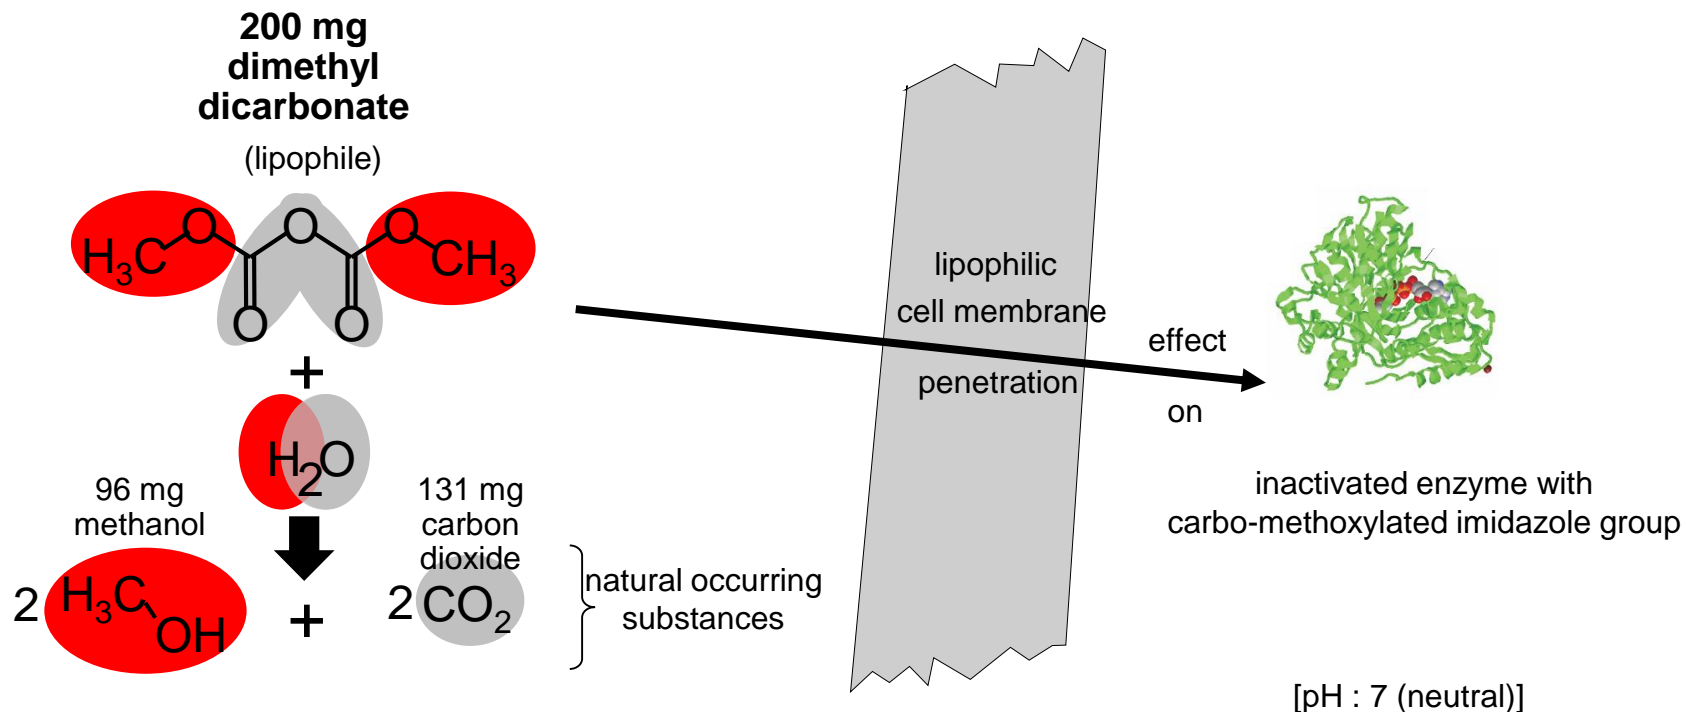 200 mg
dimethyl
dicarbonate
(lipophile)
H₃C O O O CH₃
O O
+
H₂O
96 mg
methanol
131 mg
carbon
dioxide
2 H₃C OH + 2 CO₂
natural occurring
substances
lipophilic
cell membrane
penetration
effect
on
inactivated enzyme with
carbo-methoxylated imidazole group
[pH : 7 (neutral)]